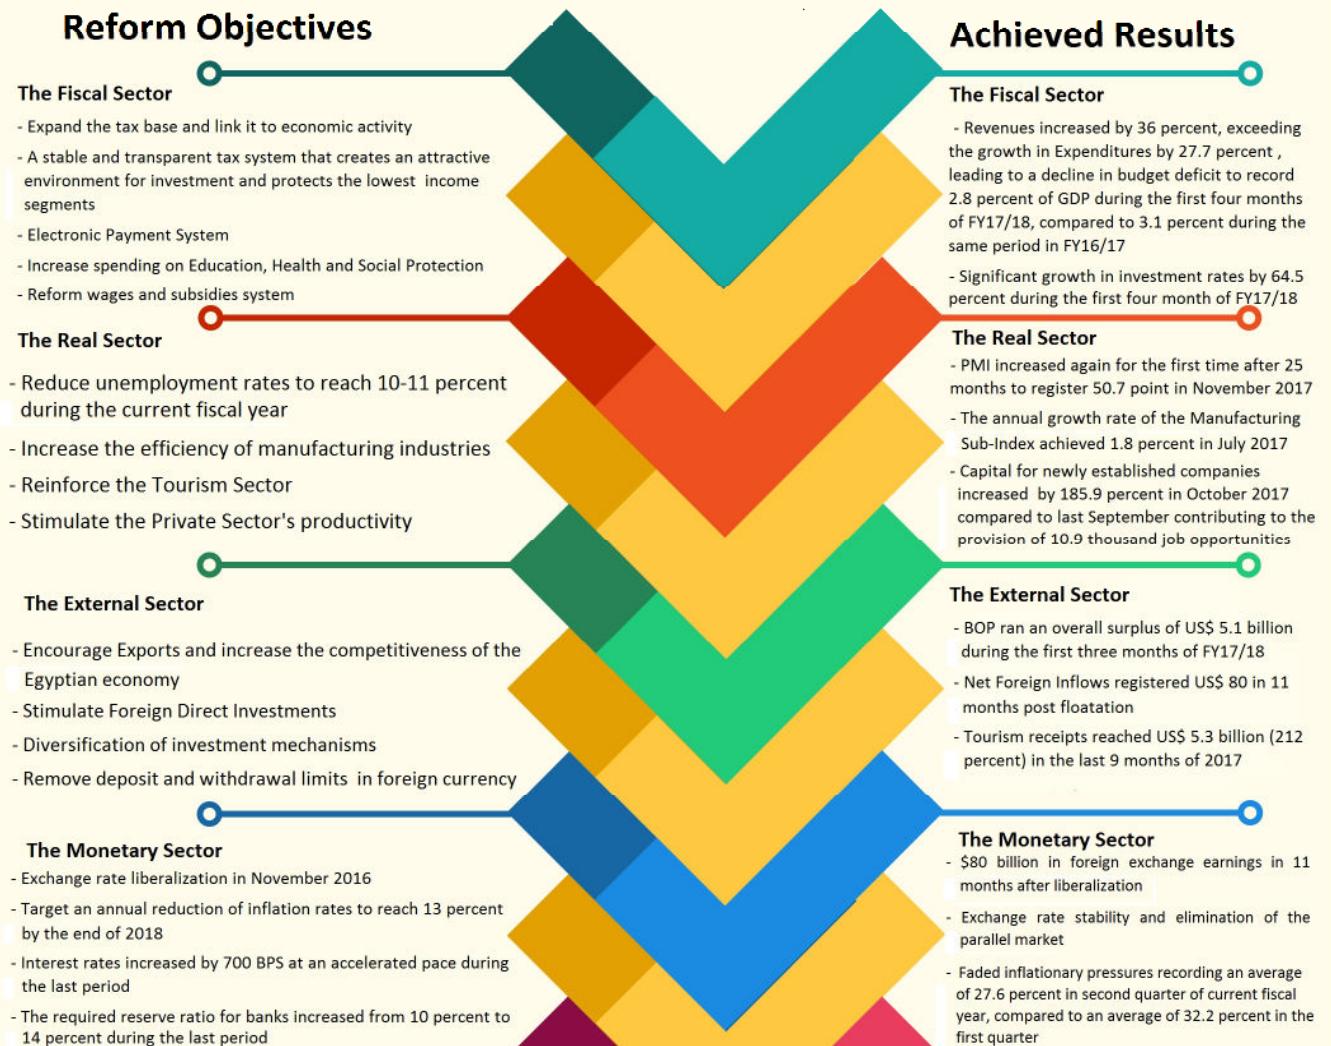 Reform Objectives
The Fiscal Sector
- Expand the tax base and link it to economic activity
- A stable and transparent tax system that creates an attractive
environment for investment and protects the lowest income
segments
- Electronic Payment System
- Increase spending on Education, Health and Social Protection
- Reform wages and subsidies system
The Real Sector
- Reduce unemployment rates to reach 10-11 percent
during the current fiscal year
- Increase the efficiency of manufacturing industries
- Reinforce the Tourism Sector
- Stimulate the Private Sector's productivity
The External Sector
- Encourage Exports and increase the competitiveness of the
Egyptian economy
- Stimulate Foreign Direct Investments
- Diversification of investment mechanisms
- Remove deposit and withdrawal limits in foreign currency
The Monetary Sector
- Exchange rate liberalization in November 2016
- Target an annual reduction of inflation rates to reach 13 percent
by the end of 2018
- Interest rates increased by 700 BPS at an accelerated pace during
the last period
- The required reserve ratio for banks increased from 10 percent to
14 percent during the last period
Achieved Results
The Fiscal Sector
- Revenues increased by 36 percent, exceeding
the growth in Expenditures by 27.7 percent ,
leading to a decline in budget deficit to record
2.8 percent of GDP during the first four months
of FY17/18, compared to 3.1 percent during the
same period in FY16/17
- Significant growth in investment rates by 64.5
percent during the first four month of FY17/18
The Real Sector
- PMI increased again for the first time after 25
months to register 50.7 point in November 2017
- The annual growth rate of the Manufacturing
Sub-Index achieved 1.8 percent in July 2017
- Capital for newly established companies
increased by 185.9 percent in October 2017
compared to last September contributing to the
provision of 10.9 thousand job opportunities
The External Sector
- BOP ran an overall surplus of US$ 5.1 billion
during the first three months of FY17/18
- Net Foreign Inflows registered US$ 80 in 11
months post floatation
- Tourism receipts reached US$ 5.3 billion (212
percent) in the last 9 months of 2017
The Monetary Sector
- $80 billion in foreign exchange earnings in 11
months after liberalization
- Exchange rate stability and elimination of the
parallel market
- Faded inflationary pressures recording an average
of 27.6 percent in second quarter of current fiscal
year, compared to an average of 32.2 percent in the
first quarter